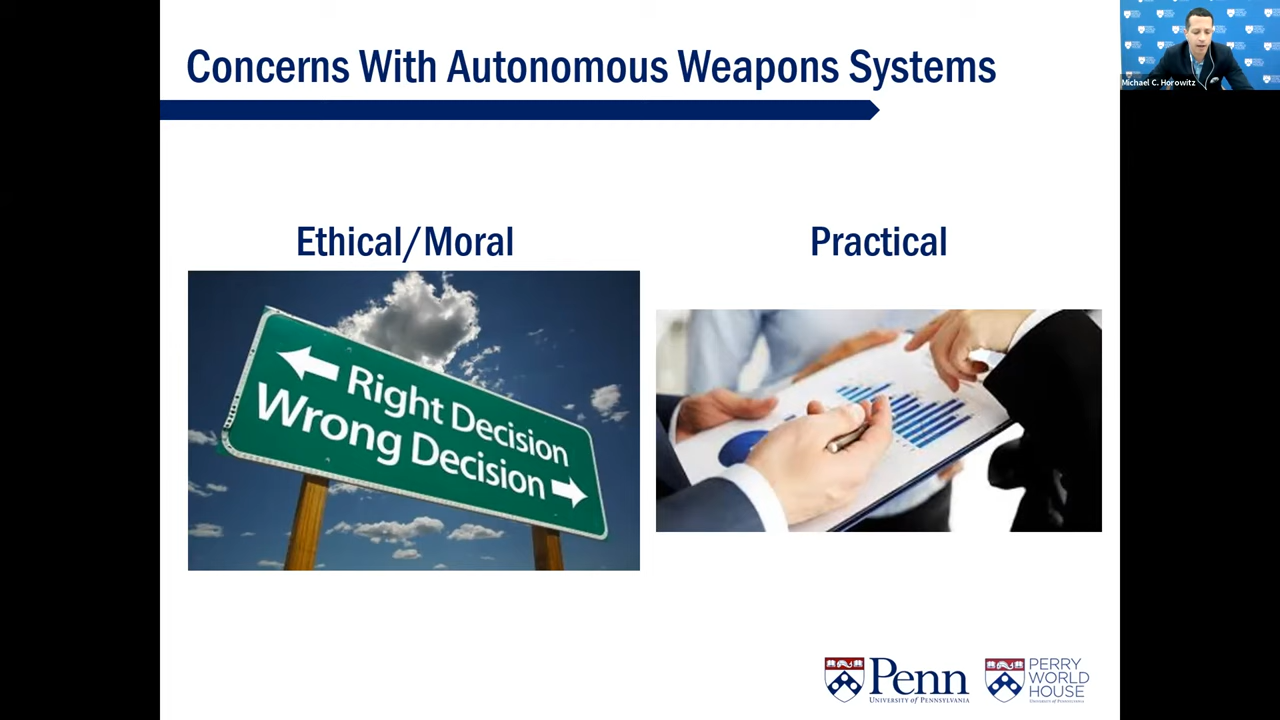 Concerns With Autonomous Weapons Systems
Michael C. Horowitz
Ethical/Moral
Practical
Right Decision
Wrong Decision
Penn
UNIVERSITY of PENNSYLVANIA
PERRY
WORLD
HOUSE
University of Pennsylvania